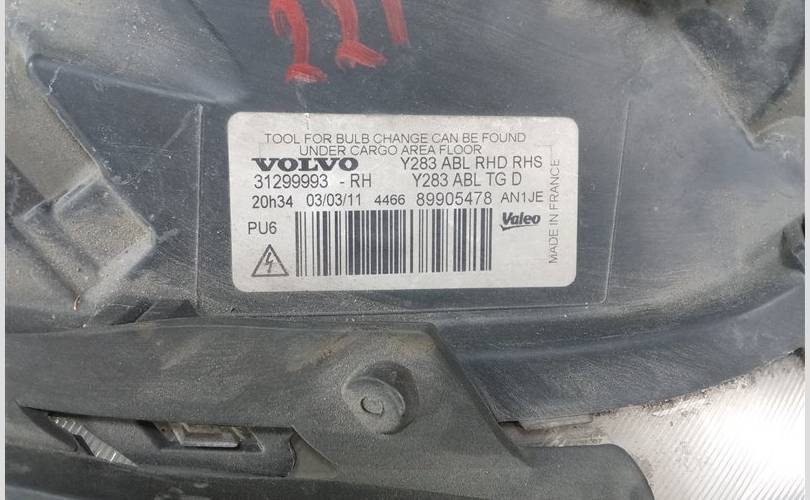 TOOL FOR BULB CHANGE CAN BE FOUND
UNDER CARGO AREA FLOOR
VOLVO Y283 ABL RHD RHS
31299993 - RH Y283 ABL TG D
20h34 03/03/11 4466 89905478 AN1JE
PU6
Valeo
MADE IN FRANCE